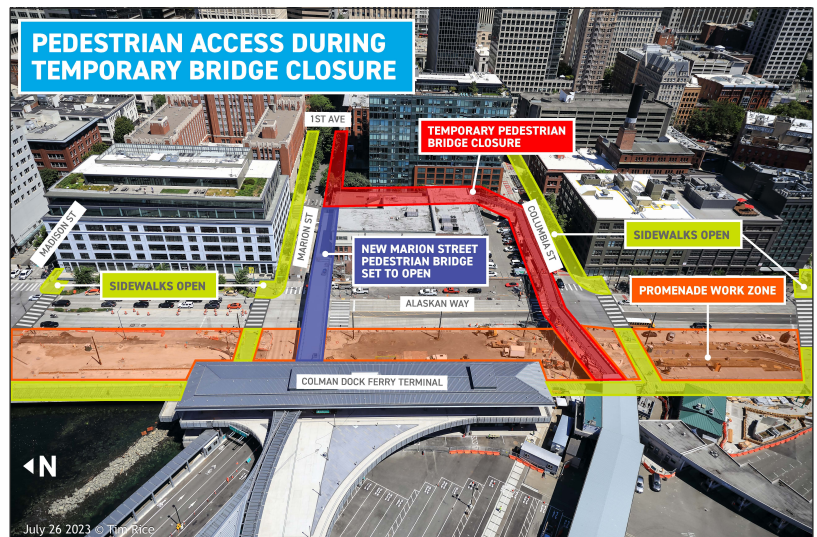 PEDESTRIAN ACCESS DURING
TEMPORARY BRIDGE CLOSURE
1ST AVE
TEMPORARY PEDESTRIAN
BRIDGE CLOSURE
MADISON ST
MARION ST
COLUMBIA ST
NEW MARION STREET
PEDESTRIAN BRIDGE
SET TO OPEN
SIDEWALKS OPEN
SIDEWALKS OPEN
PROMENADE WORK ZONE
ALASKAN WAY
COLMAN DOCK FERRY TERMINAL
N
July 26 2023 © Tim Rice